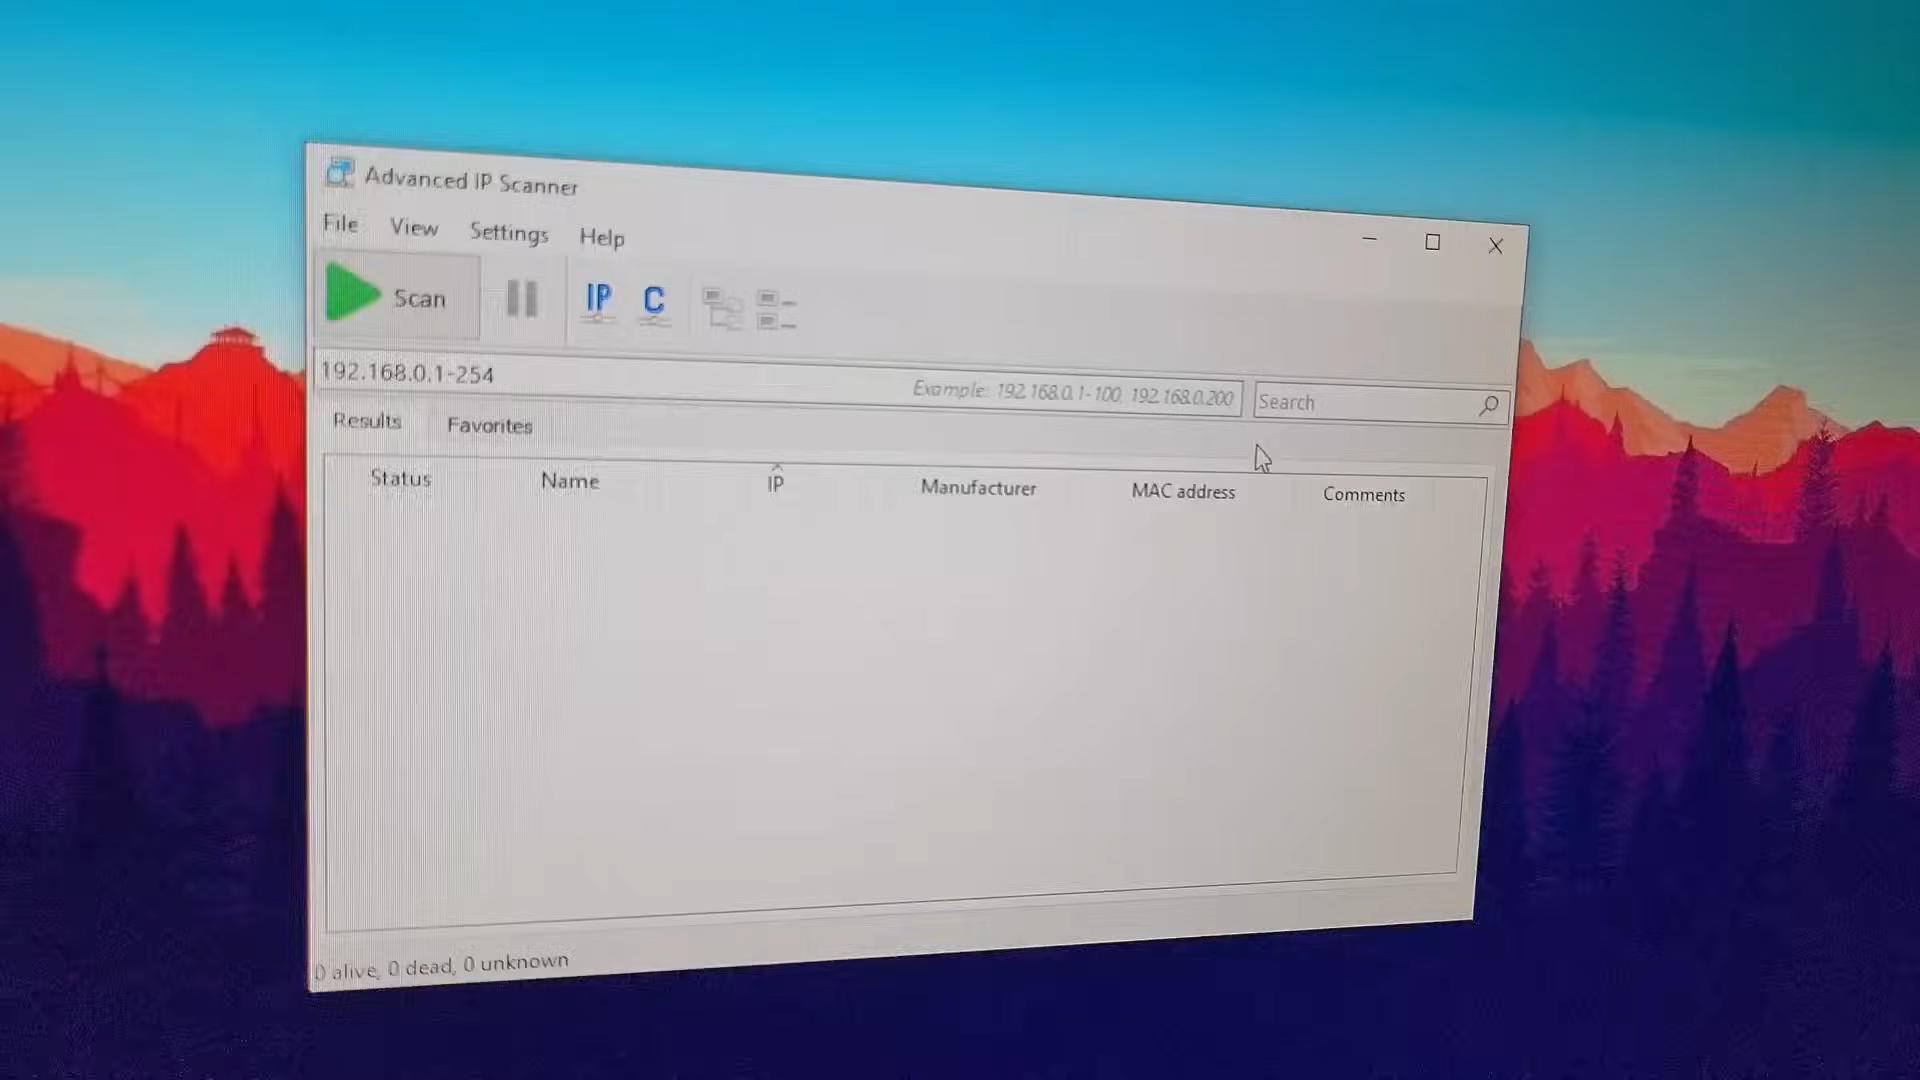 Advanced IP Scanner
File View Settings Help
Scan IP C
192.168.0.1-254 Example: 192.168.0.1-100, 192.168.0.200 Search
Results Favorites
Status Name IP Manufacturer MAC address Comments
0 alive, 0 dead, 0 unknown